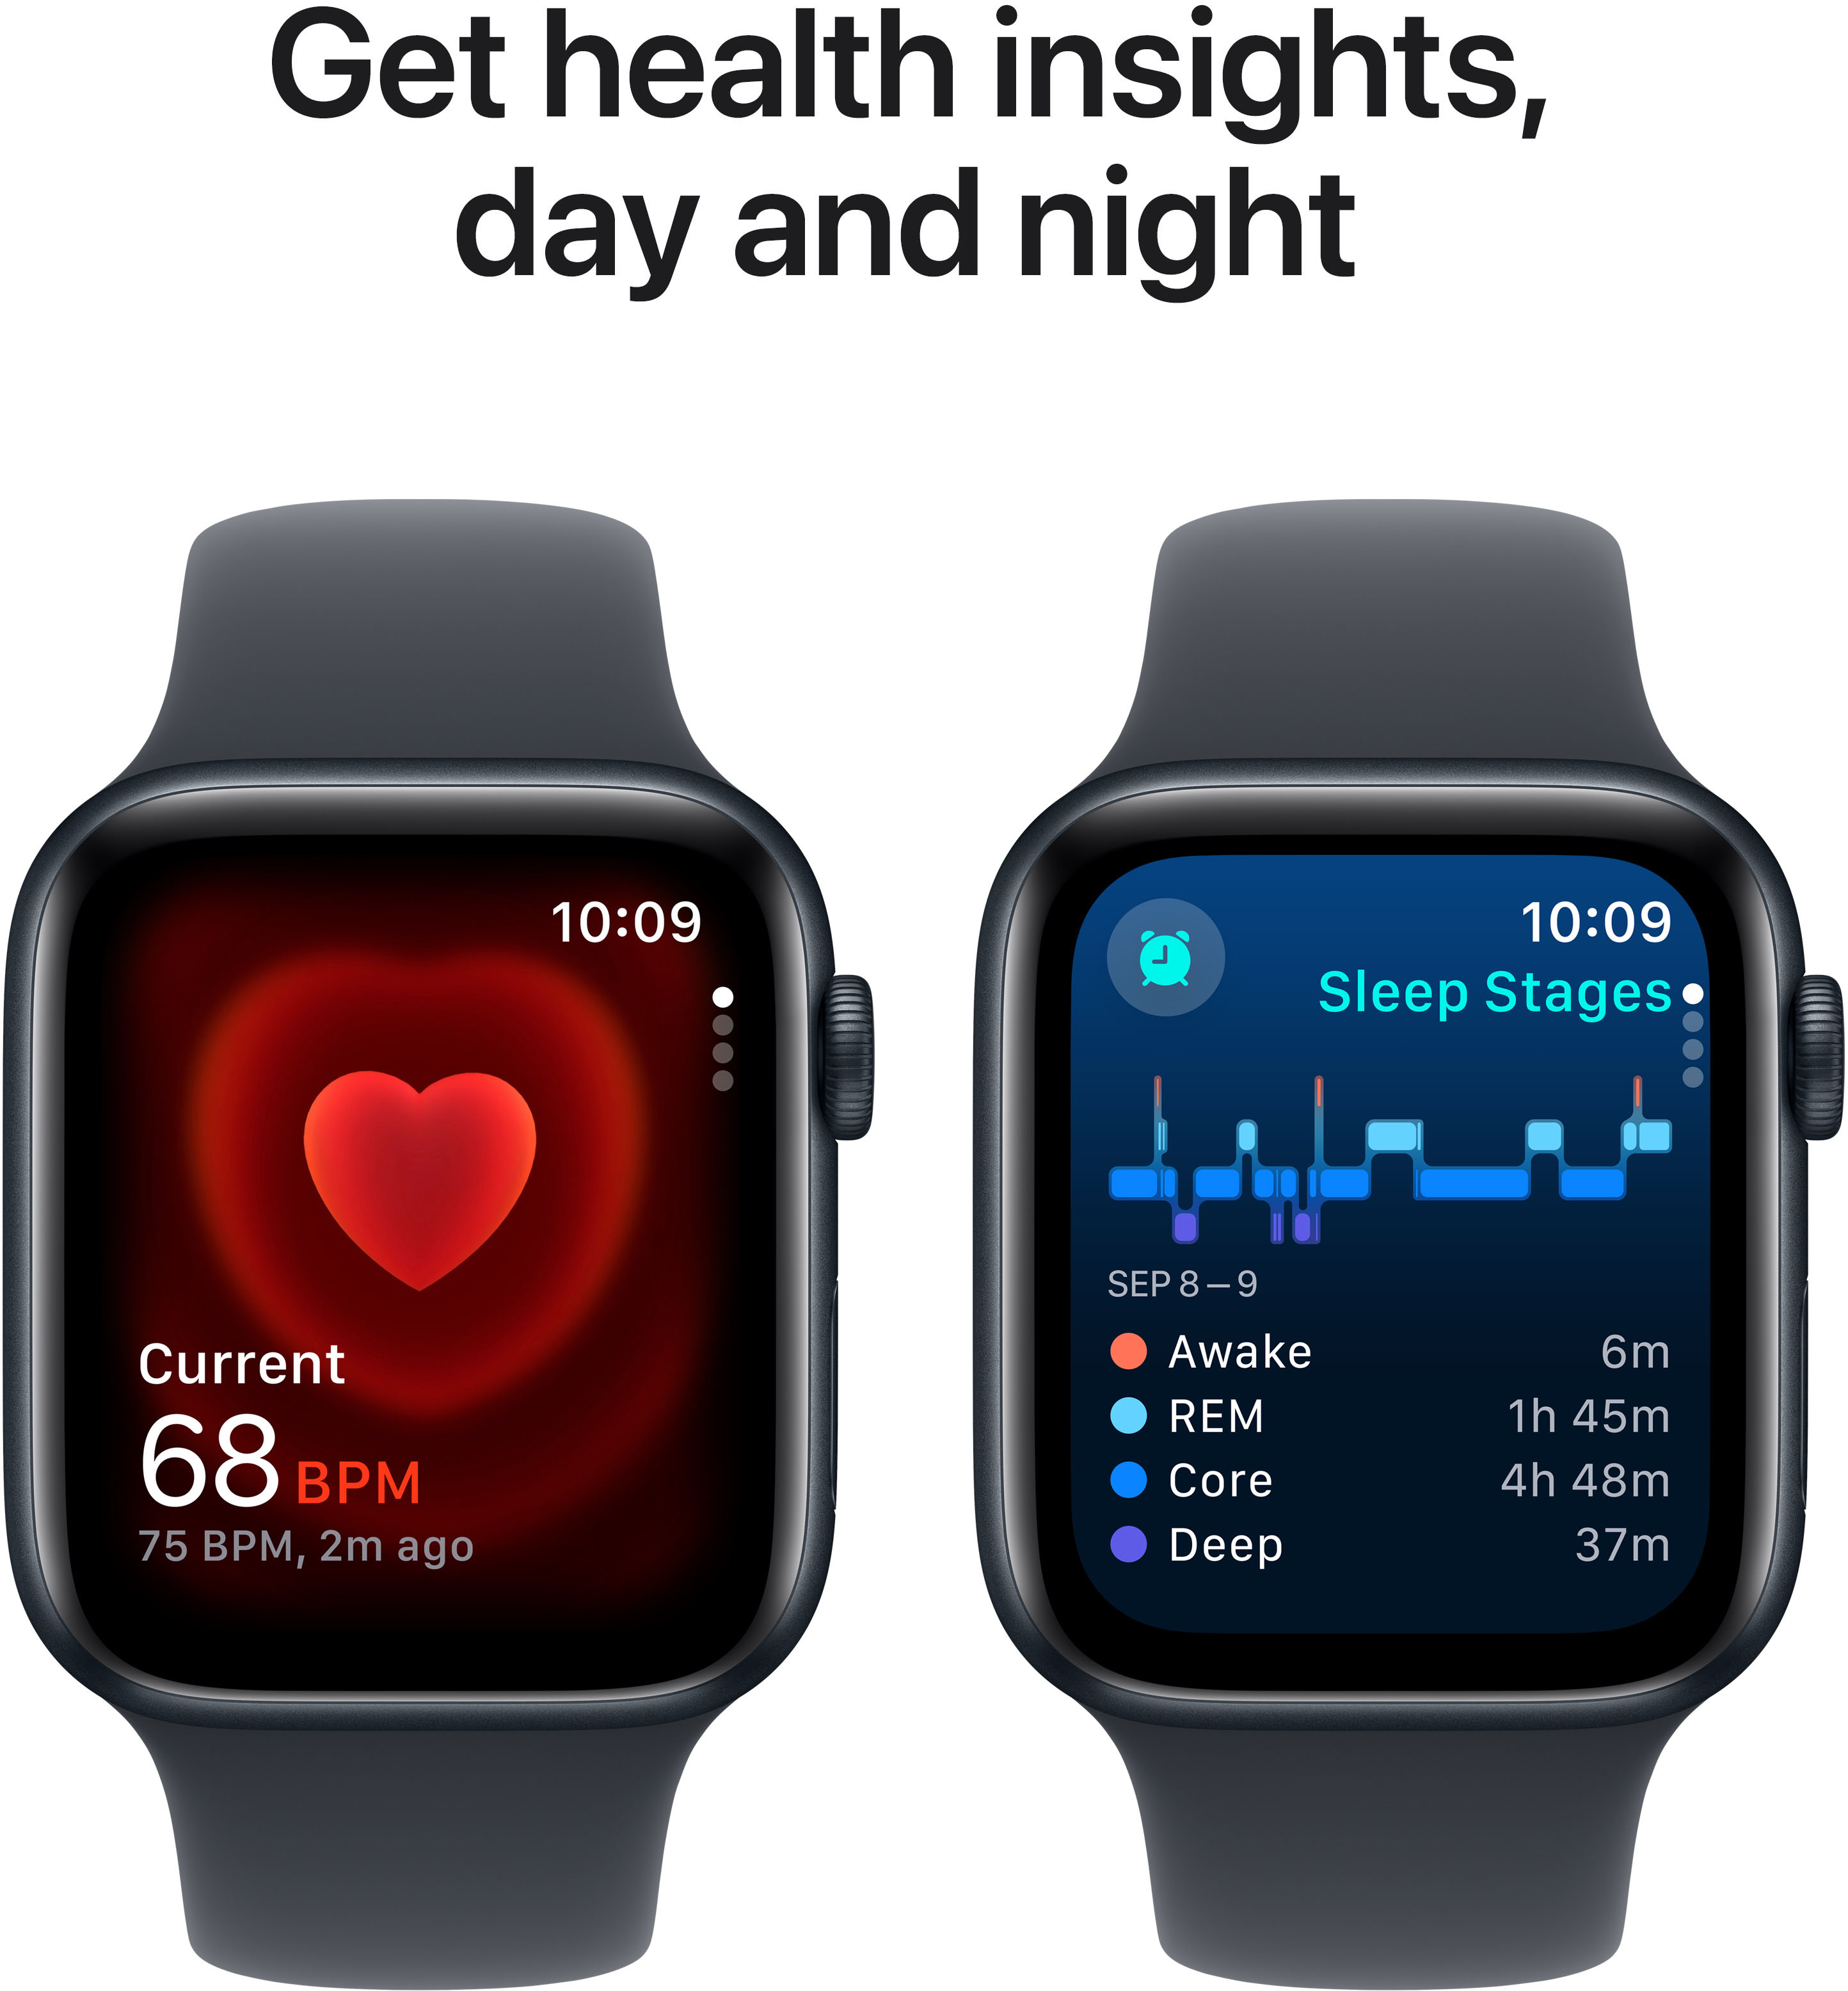 Get health insights,
day and night
10:09
Current
68 BPM
75 BPM, 2m ago
10:09
Sleep Stages
SEP 8 – 9
Awake 6m
REM 1h 45m
Core 4h 48m
Deep 37m